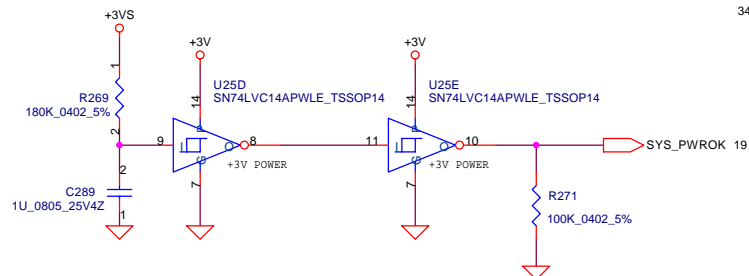 34
+3VS
+3V
+3V
1
R269
180K_0402_5%
2
14
U25D
SN74LVC14APWLE_TSSOP14
P
9
I
O
8
G
+3V POWER
7
14
U25E
SN74LVC14APWLE_TSSOP14
P
11
I
O
10
G
+3V POWER
7
SYS_PWROK 19
2
C289
1U_0805_25V4Z
1
R271
100K_0402_5%